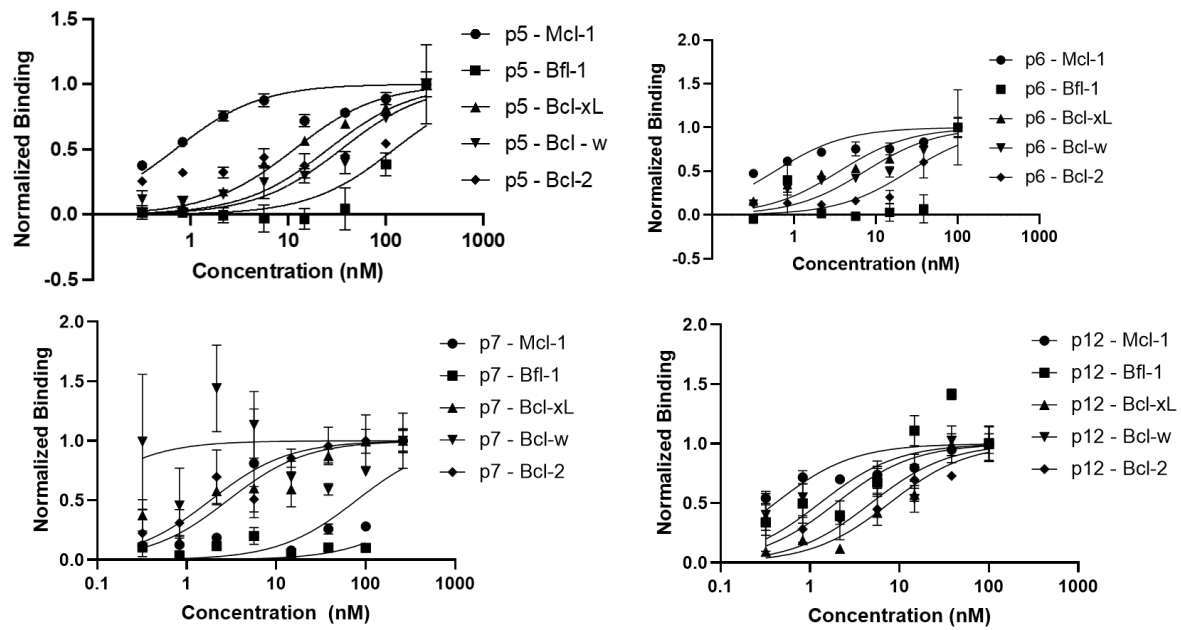 1.5
1.0
0.5
0.0
-0.5
Normalized Binding
1
10
100
1000
Concentration (nM)
p5 - Mcl-1
p5 - Bfl-1
p5 - Bcl-xL
p5 - Bcl - w
p5 - Bcl-2
2.0
1.5
1.0
0.5
0.0
-0.5
Normalized Binding
1
10
100
1000
Concentration (nM)
p6 - Mcl-1
p6 - Bfl-1
p6 - Bcl-xL
p6 - Bcl-w
p6 - Bcl-2
2.0
1.5
1.0
0.5
0.0
Normalized Binding
0.1
1
10
100
1000
Concentration (nM)
p7 - Mcl-1
p7 - Bfl-1
p7 - Bcl-xL
p7 - Bcl-w
p7 - Bcl-2
2.0
1.5
1.0
0.5
0.0
Normalized Binding
0.1
1
10
100
1000
Concentration (nM)
p12 - Mcl-1
p12 - Bfl-1
p12 - Bcl-xL
p12 - Bcl-w
p12 - Bcl-2